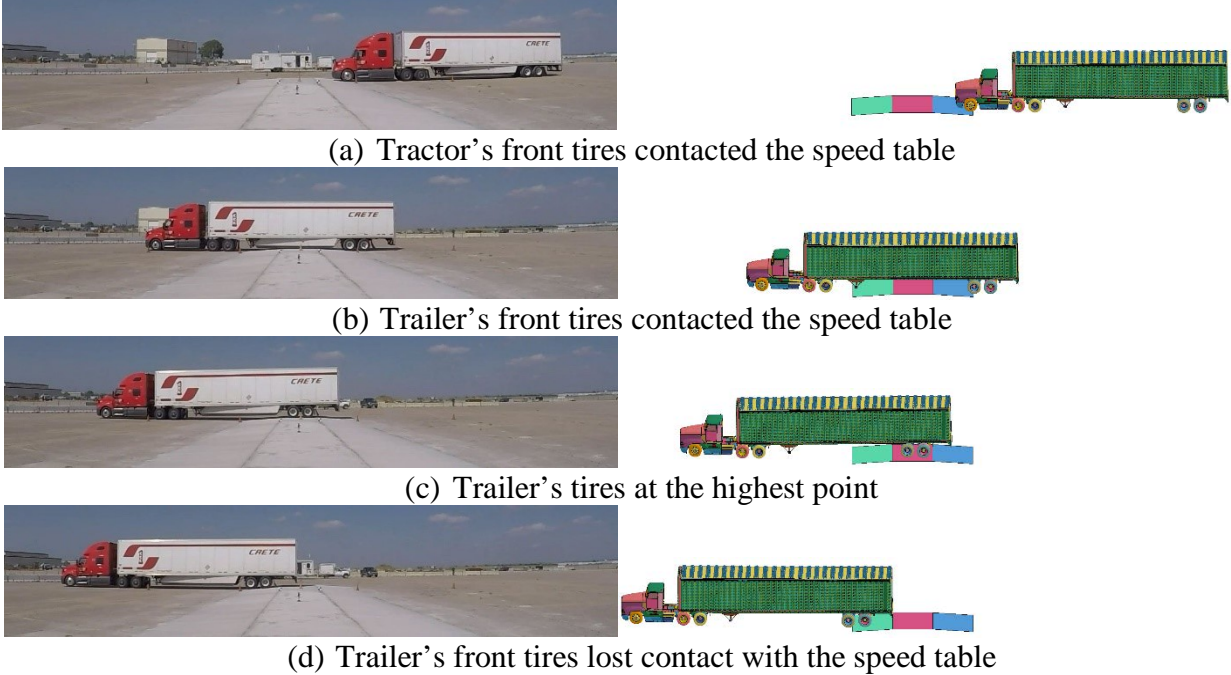 CRETE
(a) Tractor's front tires contacted the speed table
CRETE
(b) Trailer's front tires contacted the speed table
CRETE
(c) Trailer's tires at the highest point
CRETE
(d) Trailer's front tires lost contact with the speed table